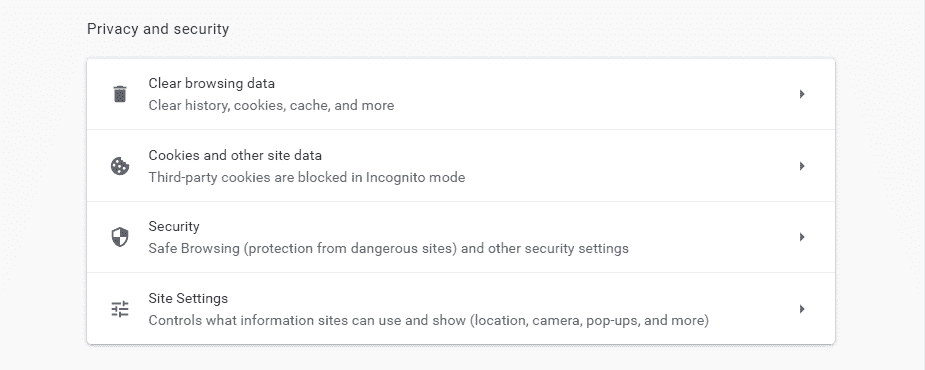 Privacy and security
Clear browsing data
Clear history, cookies, cache, and more
Cookies and other site data
Third-party cookies are blocked in Incognito mode
Security
Safe Browsing (protection from dangerous sites) and other security settings
Site Settings
Controls what information sites can use and show (location, camera, pop-ups, and more)